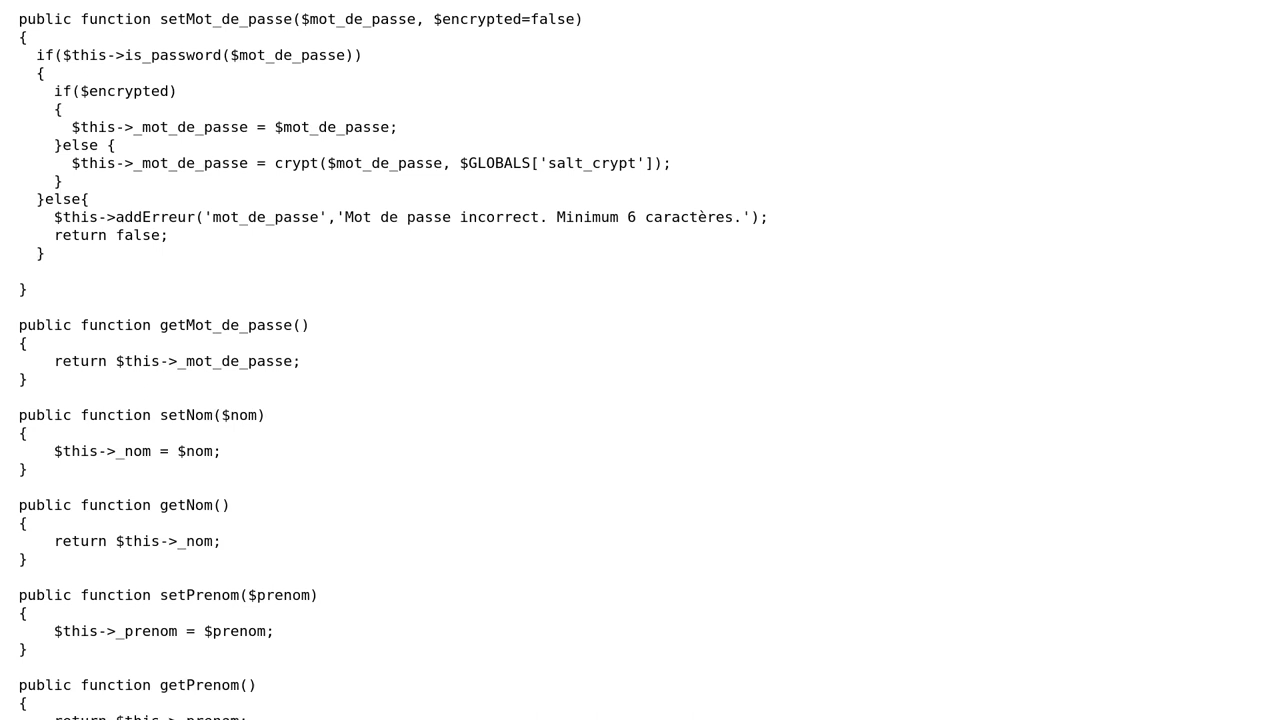 public function setMot_de_passe($mot_de_passe, $encrypted=false)
{
  if($this->is_password($mot_de_passe))
  {
    if($encrypted)
    {
      $this->_mot_de_passe = $mot_de_passe;
    }else {
      $this->_mot_de_passe = crypt($mot_de_passe, $GLOBALS['salt_crypt']);
    }
  }else{
    $this->addErreur('mot_de_passe','Mot de passe incorrect. Minimum 6 caractères.');
    return false;
  }

}

public function getMot_de_passe()
{
    return $this->_mot_de_passe;
}

public function setNom($nom)
{
    $this->_nom = $nom;
}

public function getNom()
{
    return $this->_nom;
}

public function setPrenom($prenom)
{
    $this->_prenom = $prenom;
}

public function getPrenom()
{
    return $this->_prenom;